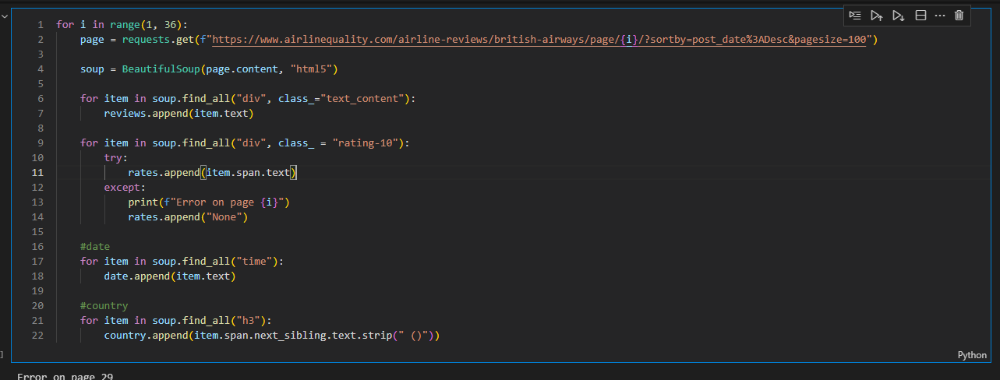 1 for i in range(1, 36):
2 page = requests.get(f"https://www.airlinequality.com/airline-reviews/british-airways/page/{i}/?sortby=post_date%3ADesc&pagesize=100")
3
4 soup = BeautifulSoup(page.content, "html5")
5
6 for item in soup.find_all("div", class_="text_content"):
7 reviews.append(item.text)
8
9 for item in soup.find_all("div", class_ = "rating-10"):
10 try:
11 rates.append(item.span.text)
12 except:
13 print(f"Error on page {i}")
14 rates.append("None")
15
16 #date
17 for item in soup.find_all("time"):
18 date.append(item.text)
19
20 #country
21 for item in soup.find_all("h3"):
22 country.append(item.span.next_sibling.text.strip(" ()"))
]
Python
Error on page 29